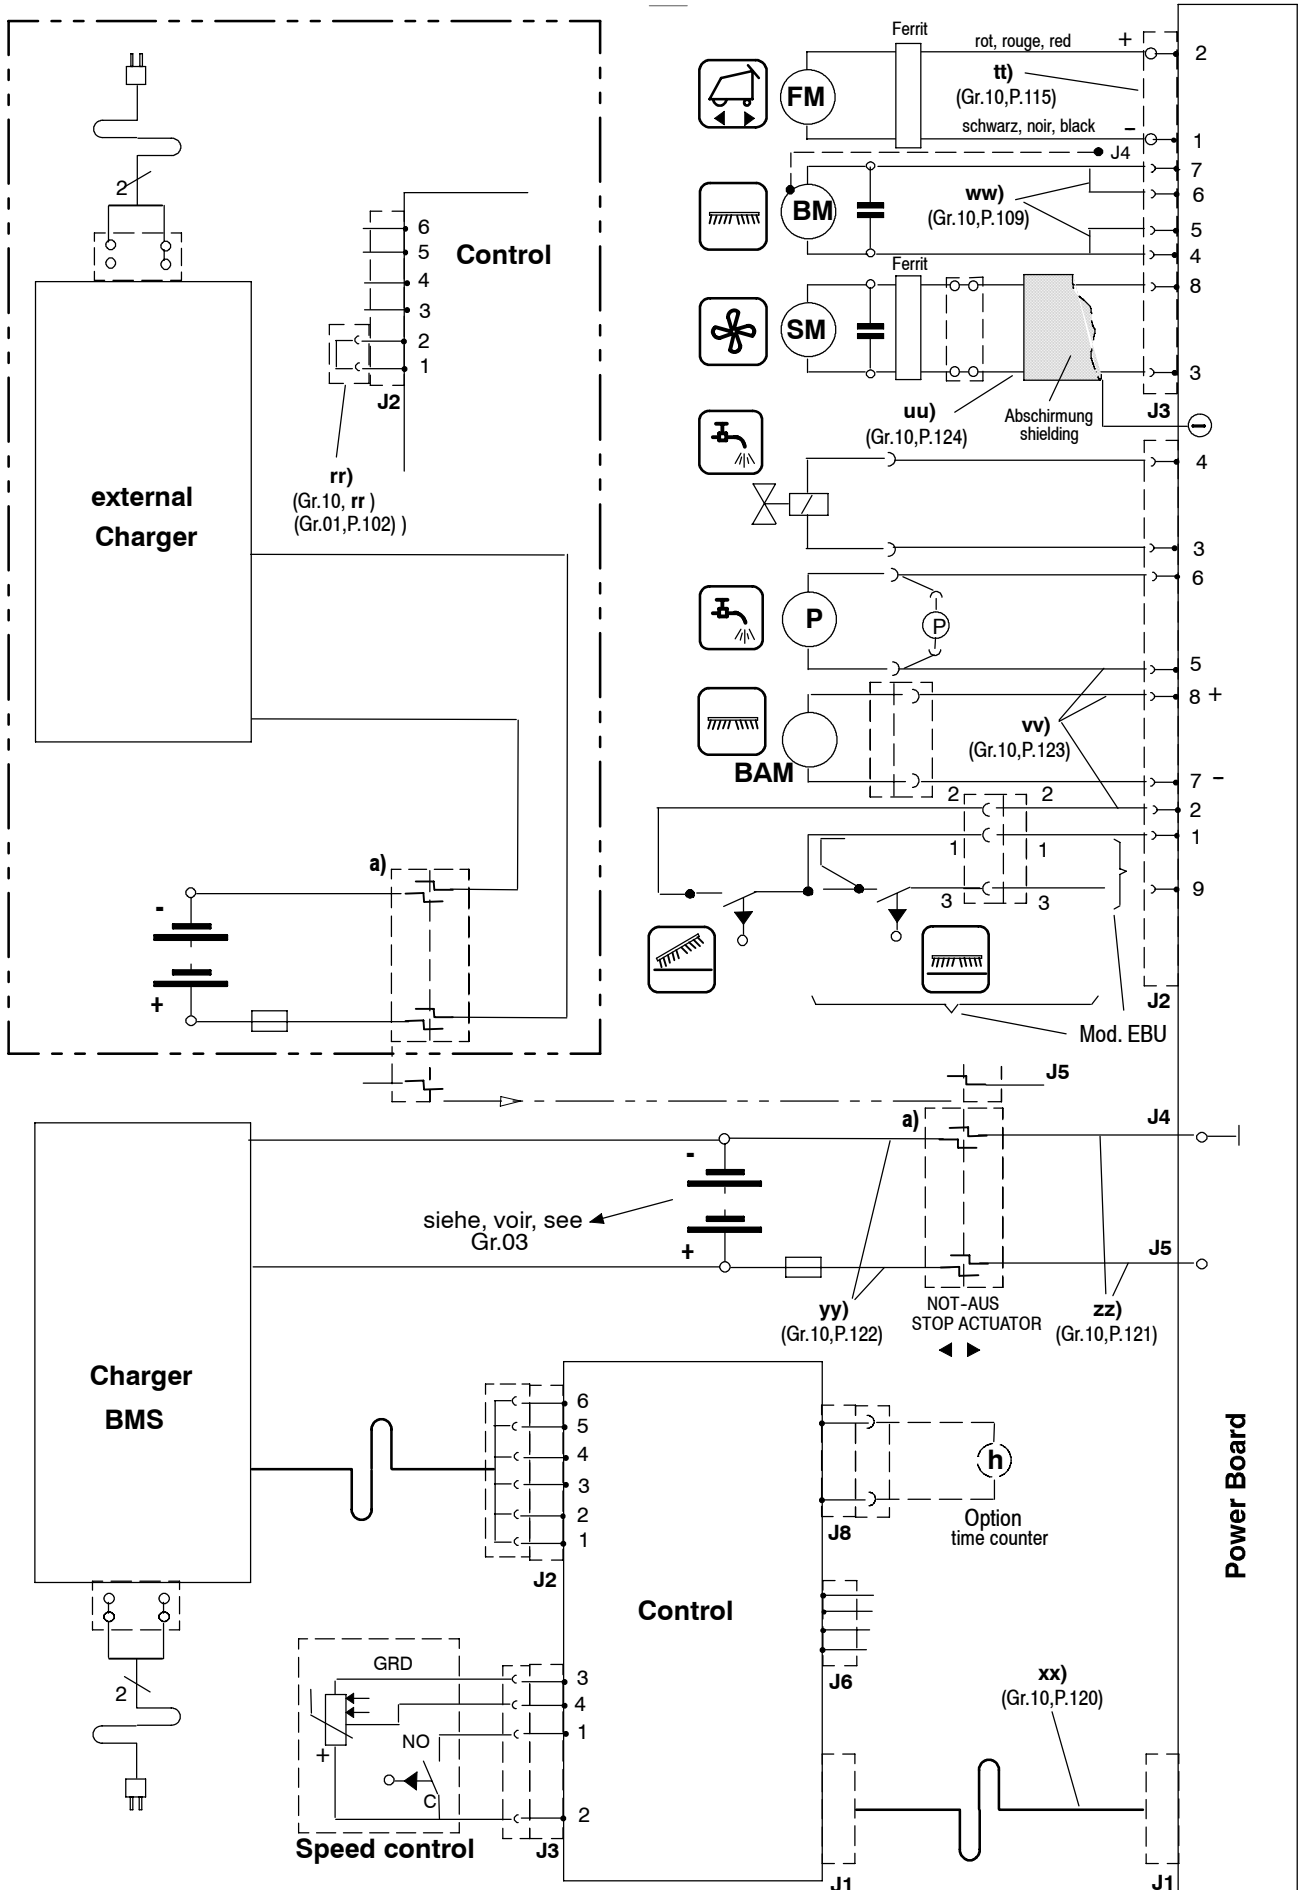 2
6
5
4
3
2
1
Control
J2
rr)
(Gr.10, rr )
(Gr.01,P.102) )
external
Charger
a)
-
+
Ferrit
rot, rouge, red
+
2
FM
tt)
(Gr.10,P.115)
schwarz, noir, black
–
1
J4
7
BM
ww)
(Gr.10,P.109)
6
5
4
Ferrit
8
SM
3
uu)
(Gr.10,P.124)
Abschirmung
shielding
J3
4
3
6
P
P
5
8 +
vv)
(Gr.10,P.123)
BAM
7 –
2
2
2
1
1
1
3
3
9
J2
Mod. EBU
J5
a)
J4
-
siehe, voir, see
Gr.03
+
J5
yy)
(Gr.10,P.122)
NOT-AUS
STOP ACTUATOR
zz)
(Gr.10,P.121)
Charger
BMS
6
5
4
3
2
1
J2
h
J8
Option
time counter
Power Board
Control
J6
2
GRD
3
4
1
NO
+
C
2
Speed control
J3
xx)
(Gr.10,P.120)
J1
J1